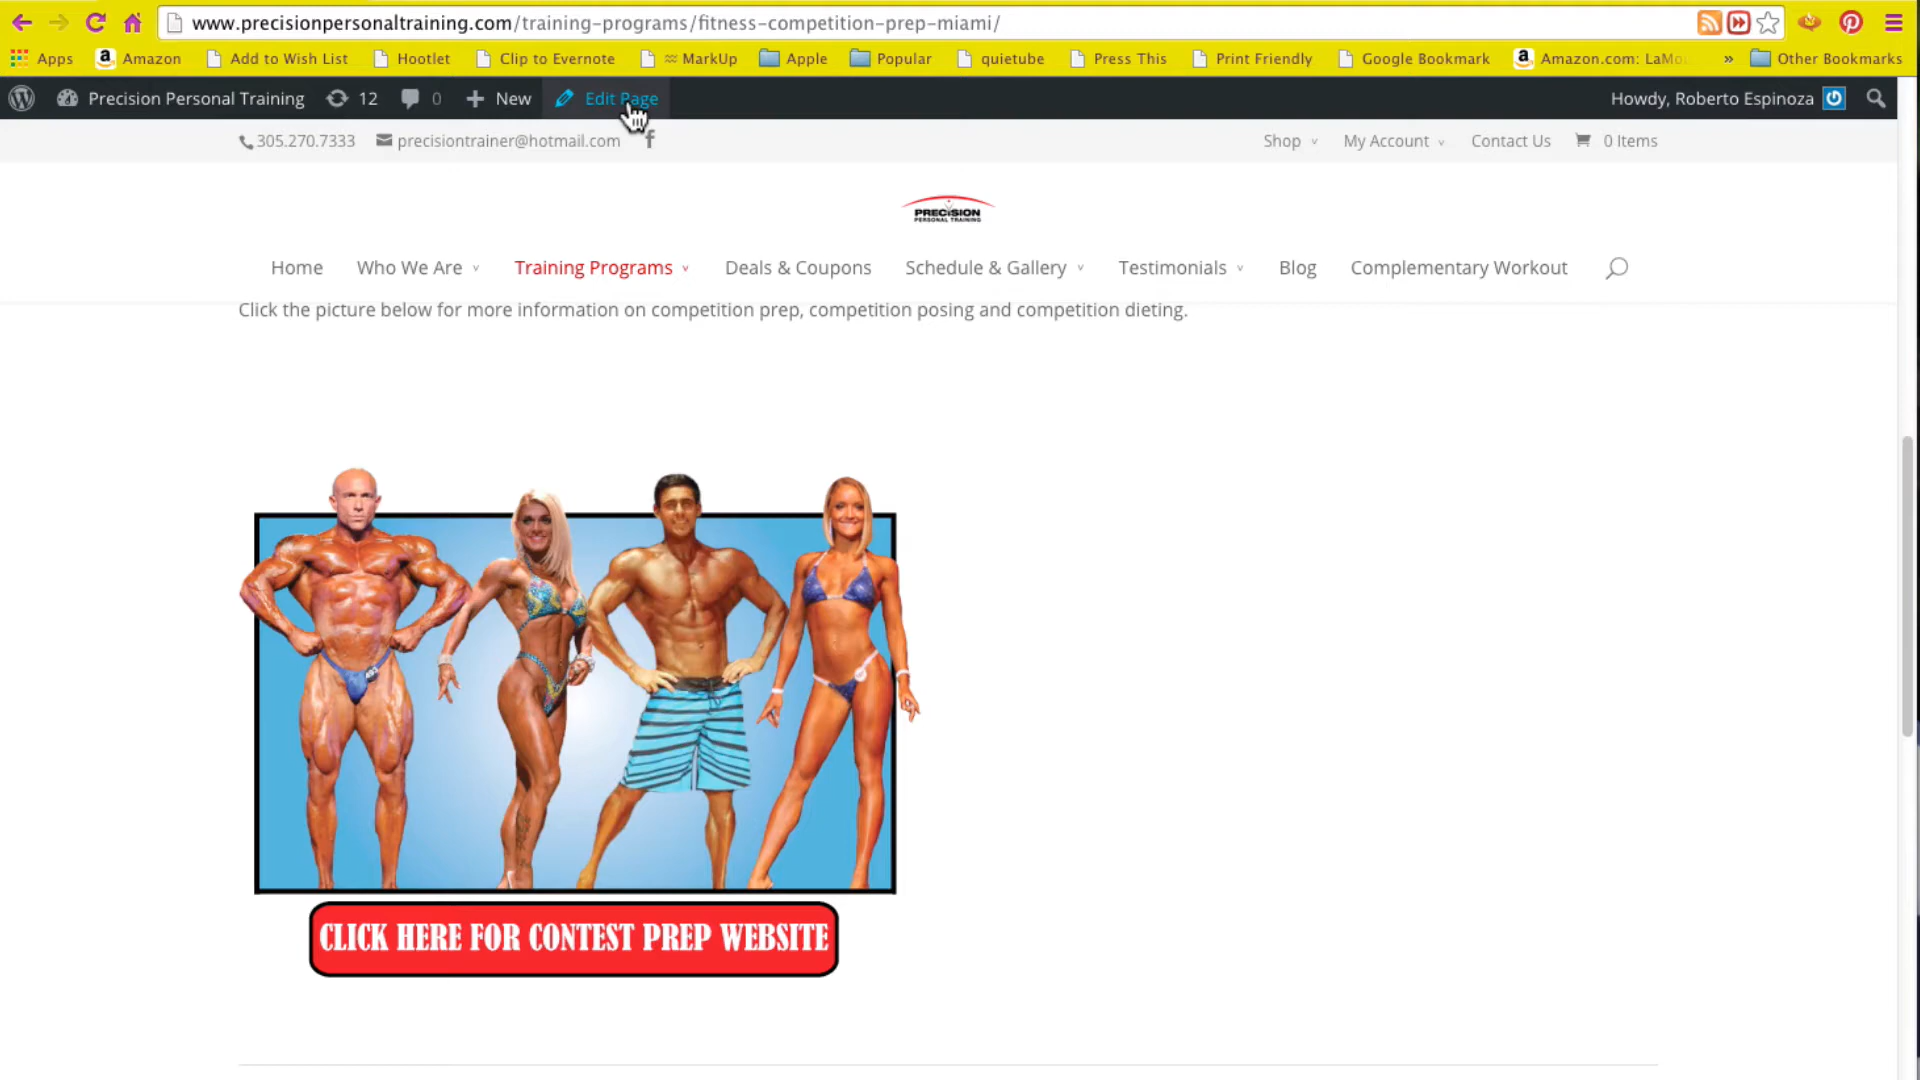 www.precisionpersonaltraining.com/training-programs/fitness-competition-prep-miami/
Apps Amazon Add to Wish List Hootlet Clip to Evernote ≈ MarkUp Apple Popular quietube Press This Print Friendly Google Bookmark Amazon.com: LaMo » Other Bookmarks
Precision Personal Training 12 0 New Edit Page Howdy, Roberto Espinoza
305.270.7333 precisiontrainer@hotmail.com Shop My Account Contact Us 0 Items
PRECISION
PERSONAL TRAINING
Home Who We Are Training Programs Deals & Coupons Schedule & Gallery Testimonials Blog Complementary Workout
Click the picture below for more information on competition prep, competition posing and competition dieting.
CLICK HERE FOR CONTEST PREP WEBSITE